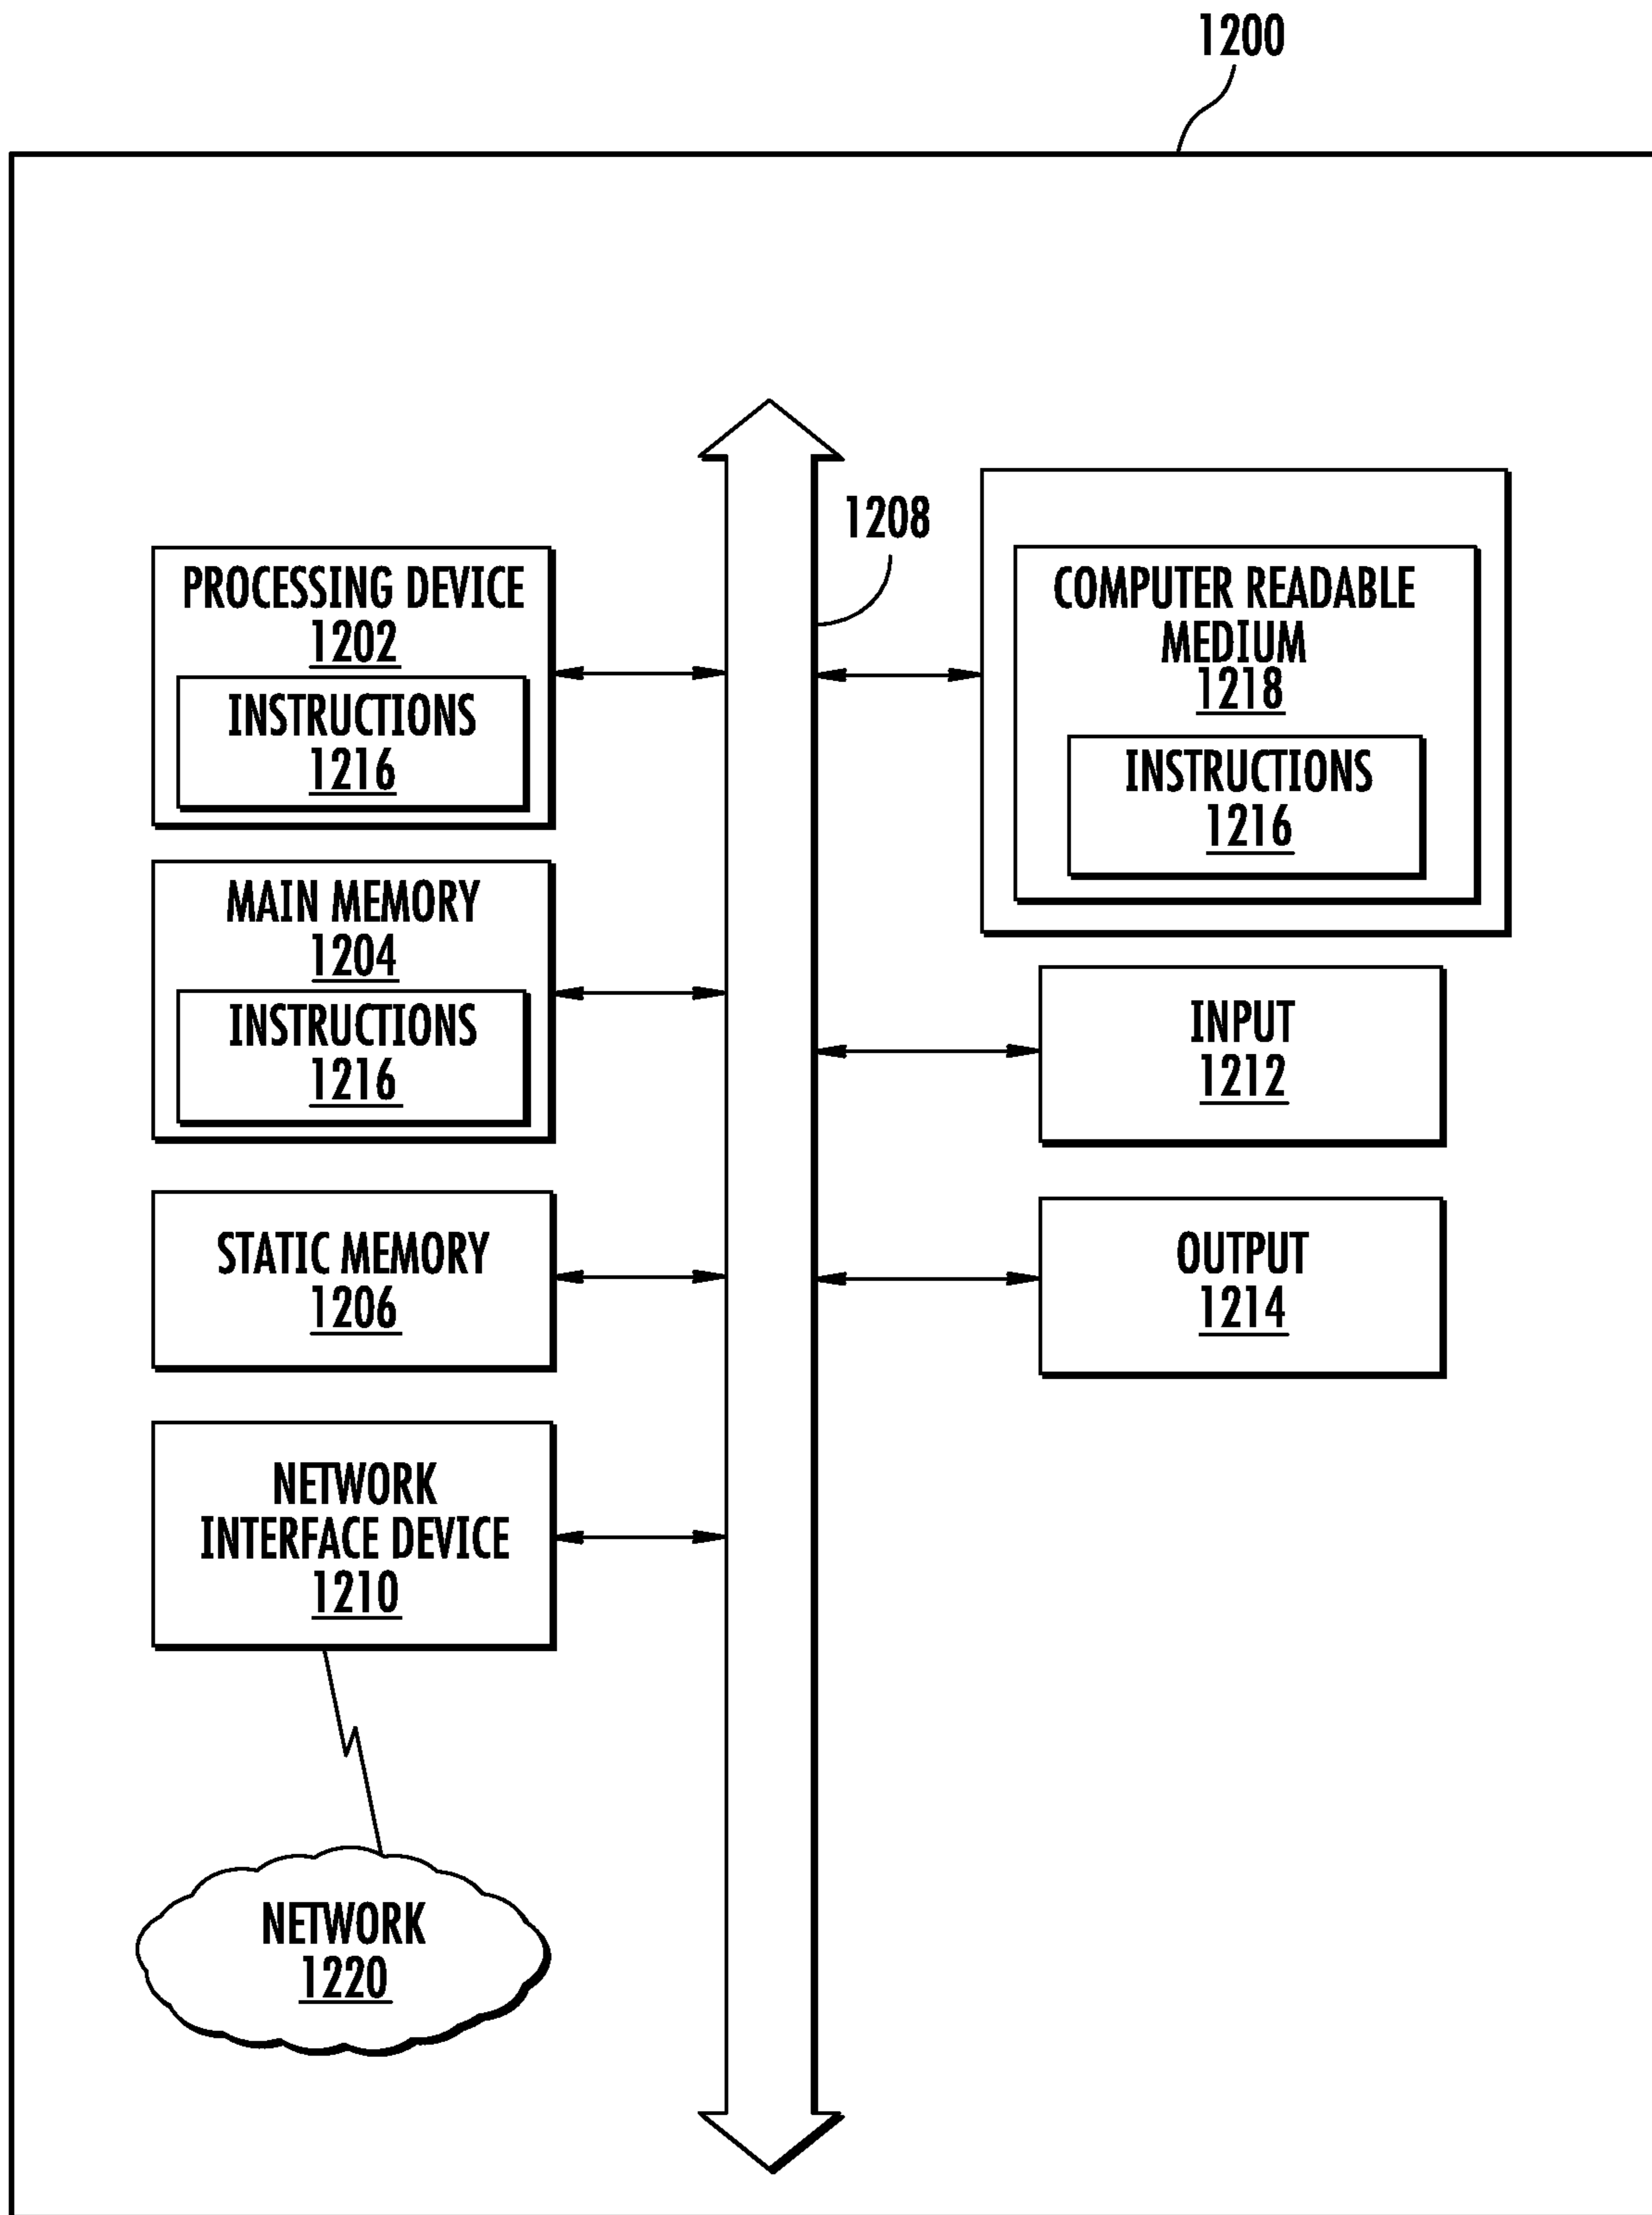 1200
1208
PROCESSING DEVICE
1202
INSTRUCTIONS
1216
MAIN MEMORY
1204
INSTRUCTIONS
1216
STATIC MEMORY
1206
NETWORK
INTERFACE DEVICE
1210
NETWORK
1220
COMPUTER READABLE
MEDIUM
1218
INSTRUCTIONS
1216
INPUT
1212
OUTPUT
1214